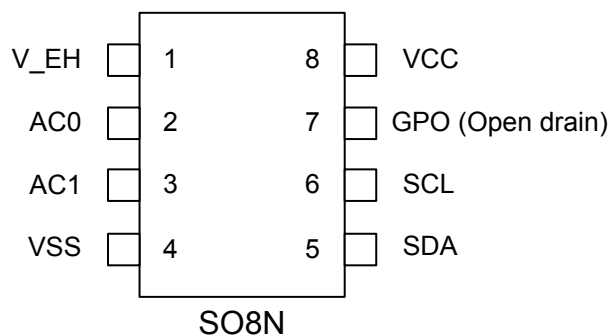 V_EH 1 8 VCC
AC0 2 7 GPO (Open drain)
AC1 3 6 SCL
VSS 4 5 SDA
SO8N